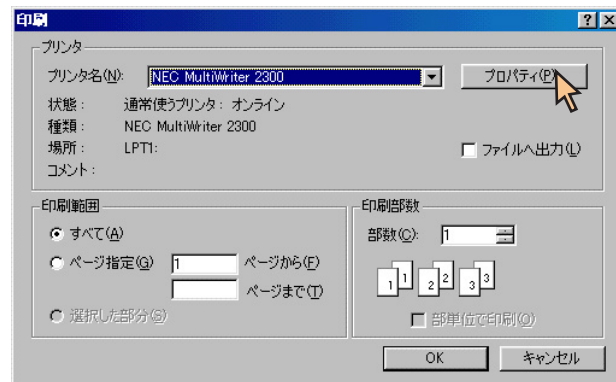 印刷
プリンタ
プリンタ名(N): NEC MultiWriter 2300 プロパティ(P)
状態： 通常使うプリンタ： オンライン
種類： NEC MultiWriter 2300
場所： LPT1: ファイルへ出力(L)
コメント：
印刷範囲
すべて(A)
ページ指定(G) 1 ページから(F)
ページまで(T)
選択した部分(S)
印刷部数
部数(C): 1
1 1 2 2 3 3
部単位で印刷(O)
OK キャンセル